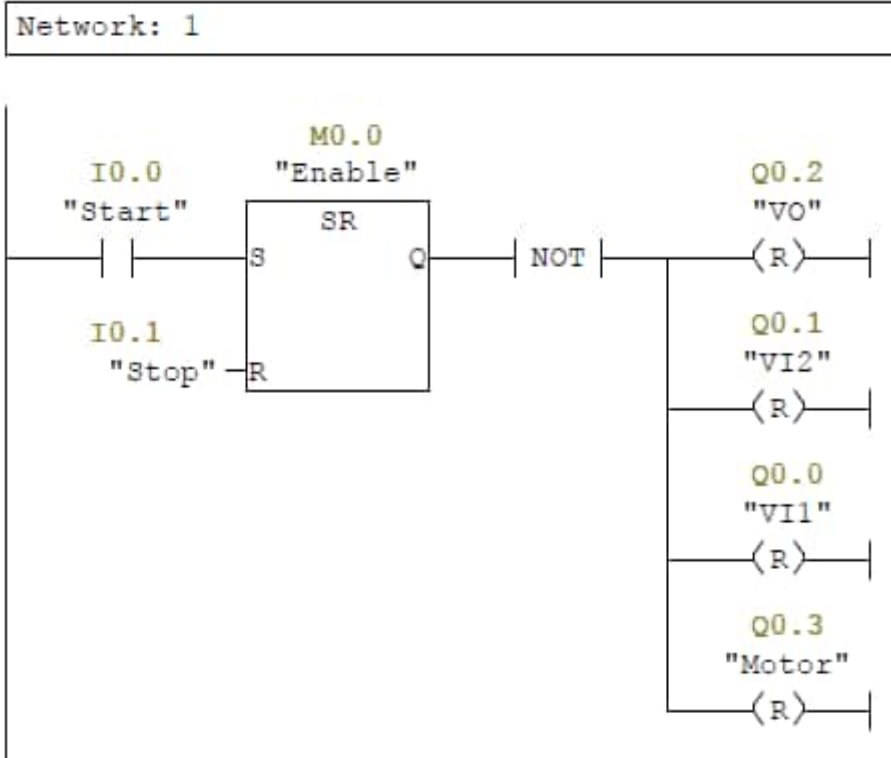 Network: 1
M0.0
"Enable"
I0.0
"Start"
SR
S
Q
NOT
I0.1
"Stop"
R
Q0.2
"VO"
(R)
Q0.1
"VI2"
(R)
Q0.0
"VI1"
(R)
Q0.3
"Motor"
(R)